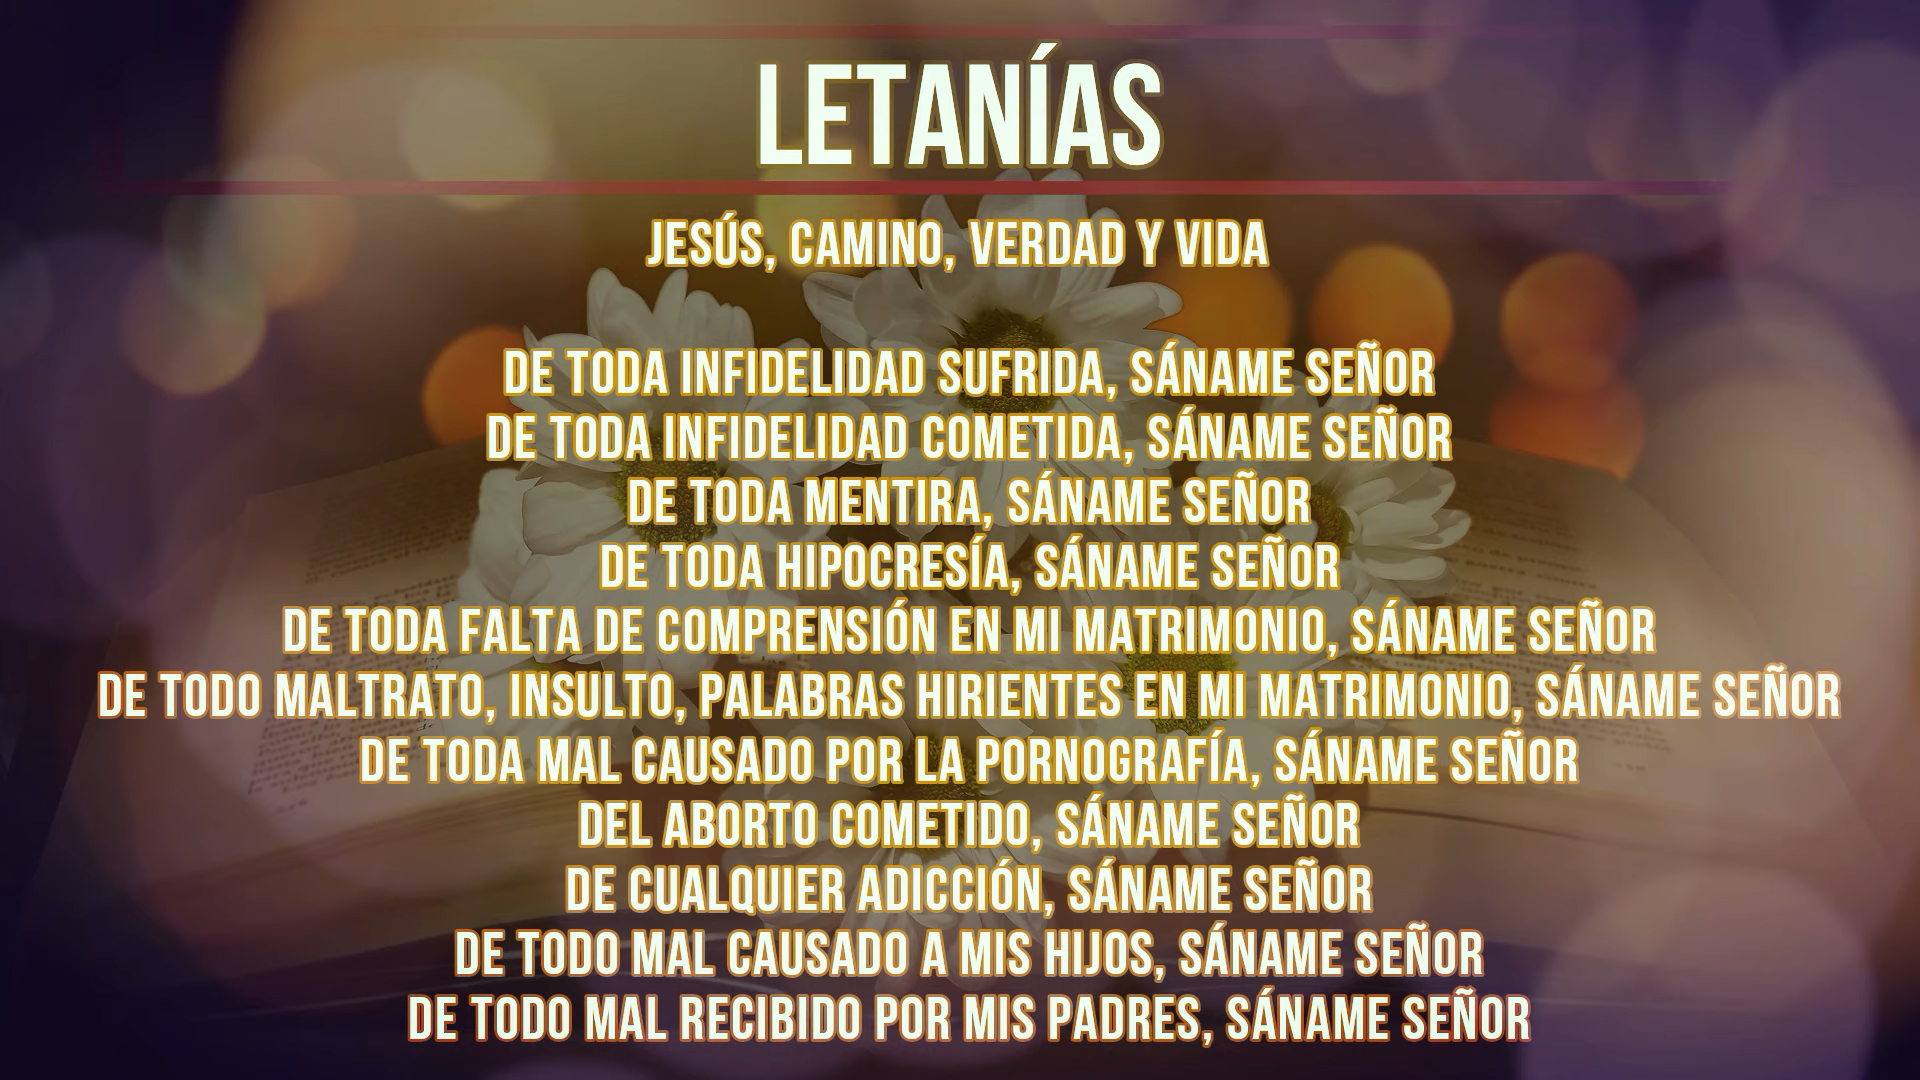 LETANÍAS
JESÚS, CAMINO, VERDAD Y VIDA
DE TODA INFIDELIDAD SUFRIDA, SÁNAME SEÑOR
DE TODA INFIDELIDAD COMETIDA, SÁNAME SEÑOR
DE TODA MENTIRA, SÁNAME SEÑOR
DE TODA HIPOCRESÍA, SÁNAME SEÑOR
DE TODA FALTA DE COMPRENSIÓN EN MI MATRIMONIO, SÁNAME SEÑOR
DE TODO MALTRATO, INSULTO, PALABRAS HIRIENTES EN MI MATRIMONIO, SÁNAME SEÑOR
DE TODA MAL CAUSADO POR LA PORNOGRAFÍA, SÁNAME SEÑOR
DEL ABORTO COMETIDO, SÁNAME SEÑOR
DE CUALQUIER ADICCIÓN, SÁNAME SEÑOR
DE TODO MAL CAUSADO A MIS HIJOS, SÁNAME SEÑOR
DE TODO MAL RECIBIDO POR MIS PADRES, SÁNAME SEÑOR